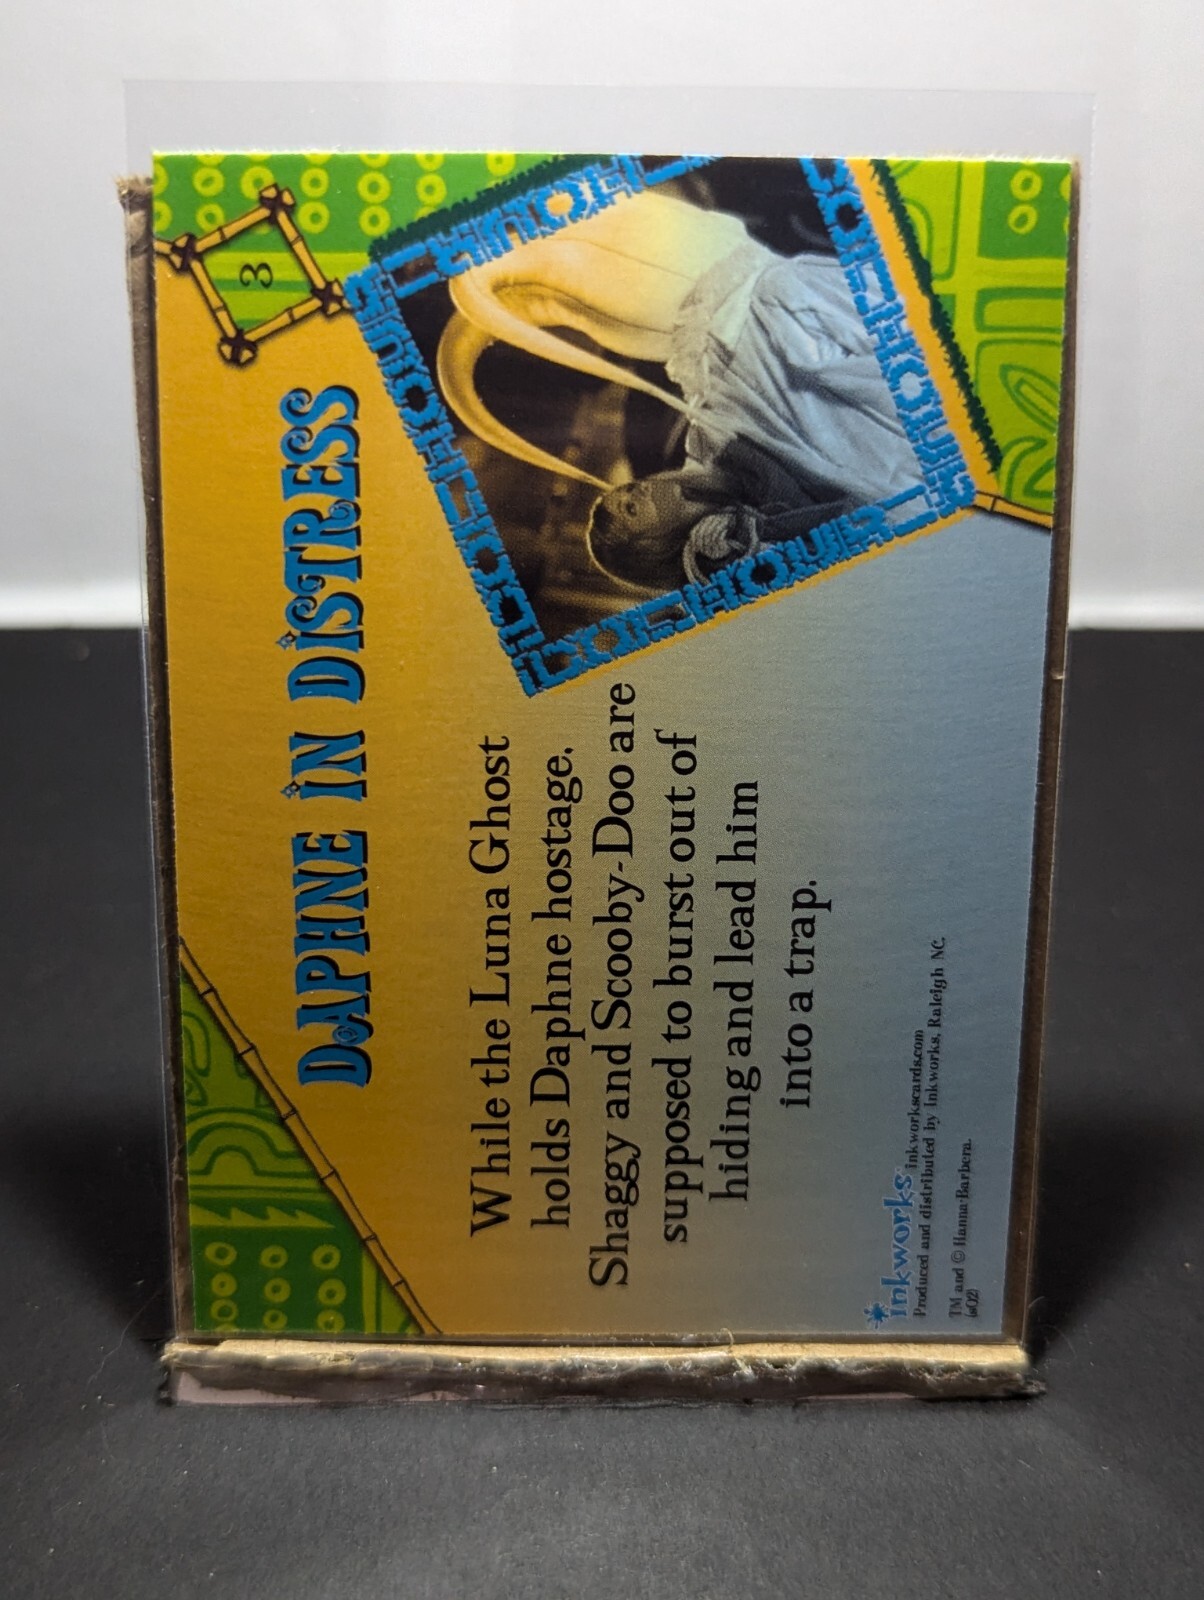 3
DAPHNE IN DISTRESS
While the Luna Ghost
holds Daphne hostage,
Shaggy and Scooby-Doo are
supposed to burst out of
hiding and lead him
into a trap.
inkworks™ inkworkscards.com
Produced and distributed by Inkworks, Raleigh NC.
TM and © Hanna-Barbera.
(s02)